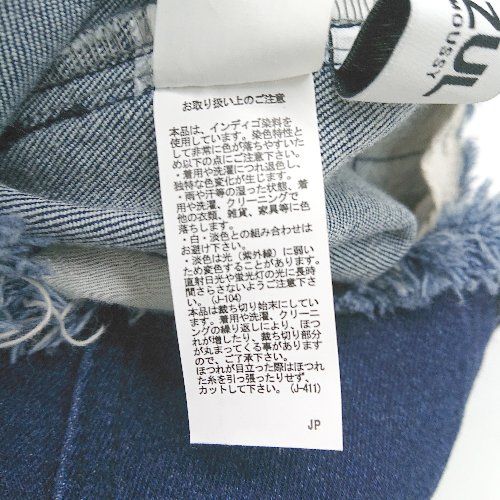 ZUL
MOUSSY
お取り扱い上のご注意
本品は、インディゴ染料を
使用しています。染色特性と
して非常に色が落ちやすいた
め以下の点にご注意下さい。
・着用や洗濯につれ退色し、
独特な色変化が生じます。
・雨や汗等の湿った状態、着
用や洗濯、クリーニングで
他の衣類、雑貨、家具等に色
落ちします。
・白・淡色との組み合わせは
お避け下さい。
・淡色は光（紫外線）に弱い
ため変色することがあります。
直射日光や蛍光灯の光に長時
間さらさないようご注意下さ
い。（J-104）
本品は裁ち切り始末にしてい
ます。着用や洗濯、クリーニ
ングの繰り返しにより、ほつ
れが増したり、裁ち切り部分
が丸まってくる事があります
ので、ご了承下さい。
ほつれが目立った際はほつれ
た糸を引っ張ったりせず、
カットして下さい。（J-411）
JP